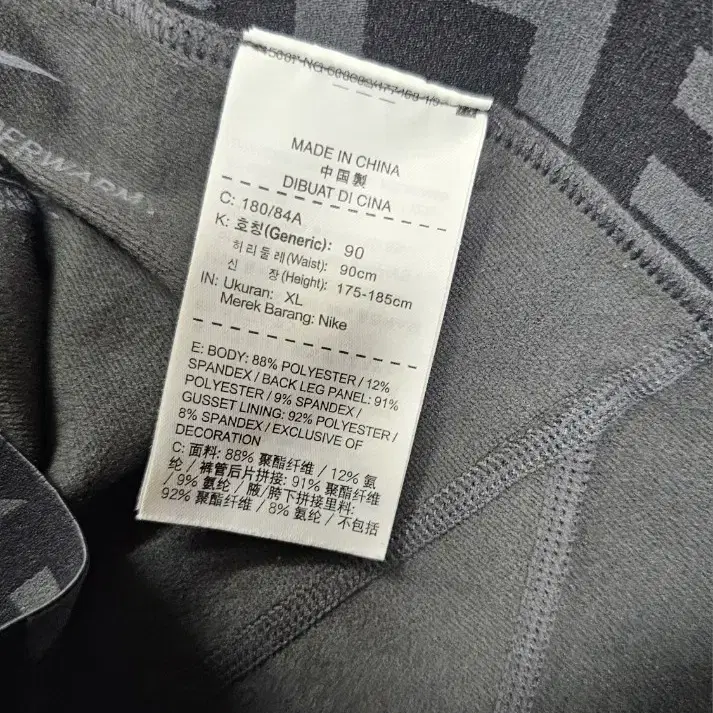 MADE IN CHINA
中国製
DIBUAT DI CINA
C: 180/84A
K: 호칭(Generic): 90
허리둘레(Waist): 90cm
신 장(Height): 175-185cm
IN: Ukuran: XL
Merek Barang: Nike
E: BODY: 88% POLYESTER / 12%
SPANDEX / BACK LEG PANEL: 91%
POLYESTER / 9% SPANDEX /
GUSSET LINING: 92% POLYESTER /
8% SPANDEX / EXCLUSIVE OF
DECORATION
C: 面料: 88% 聚酯纤维 / 12% 氨
纶 / 裤管后片拼接: 91% 聚酯纤维
/ 9% 氨纶 / 腋/胯下拼接里料:
92% 聚酯纤维 / 8% 氨纶 / 不包括
ERWARM